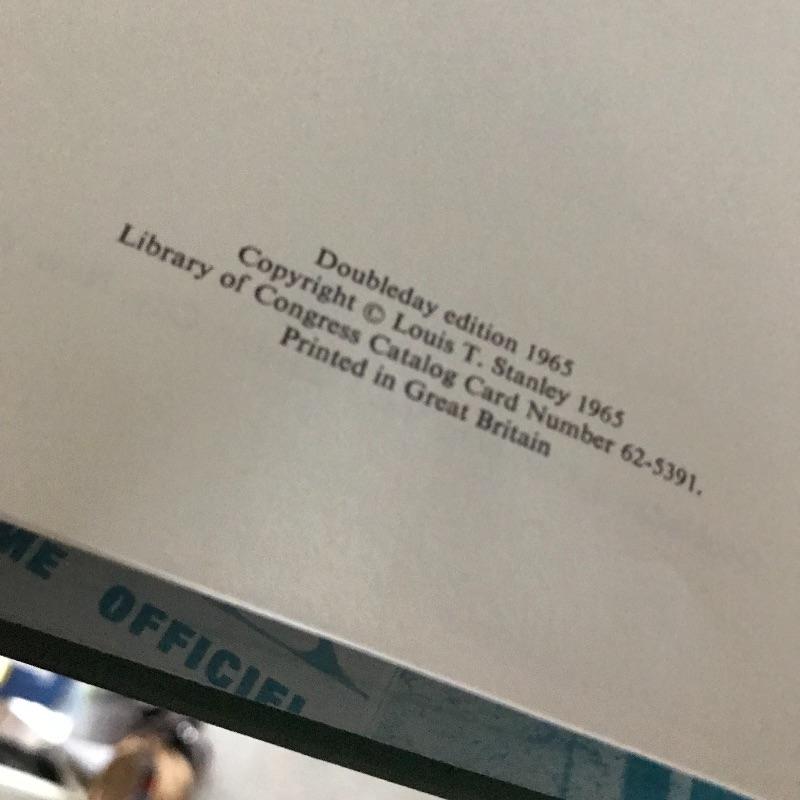 Doubleday edition 1965
Copyright © Louis T. Stanley 1965
Library of Congress Catalog Card Number 62-5391.
Printed in Great Britain
OFFICIEL